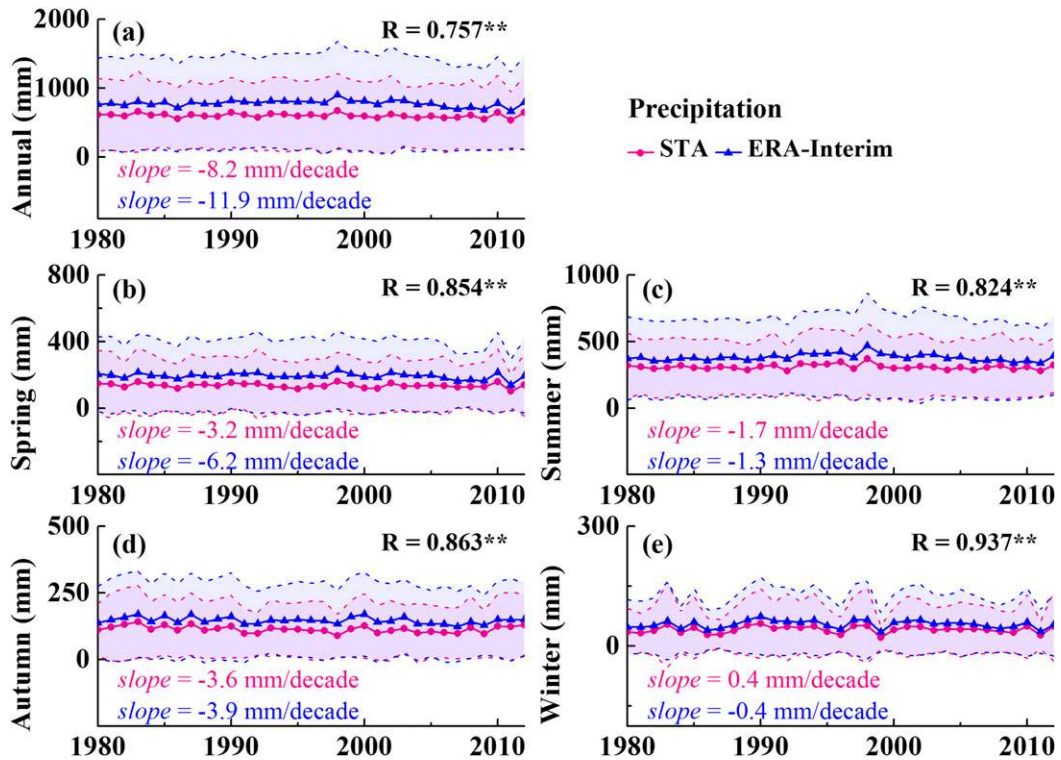 (a)
R = 0.757**
Annual (mm)
2000
1000
0
slope = -8.2 mm/decade
slope = -11.9 mm/decade
1980 1990 2000 2010
Precipitation
STA ERA-Interim
(b)
R = 0.854**
Spring (mm)
800
400
0
slope = -3.2 mm/decade
slope = -6.2 mm/decade
1980 1990 2000 2010
(c)
R = 0.824**
Summer (mm)
1000
500
0
slope = -1.7 mm/decade
slope = -1.3 mm/decade
1980 1990 2000 2010
(d)
R = 0.863**
Autumn (mm)
500
250
0
slope = -3.6 mm/decade
slope = -3.9 mm/decade
1980 1990 2000 2010
(e)
R = 0.937**
Winter (mm)
300
0
slope = 0.4 mm/decade
slope = -0.4 mm/decade
1980 1990 2000 2010